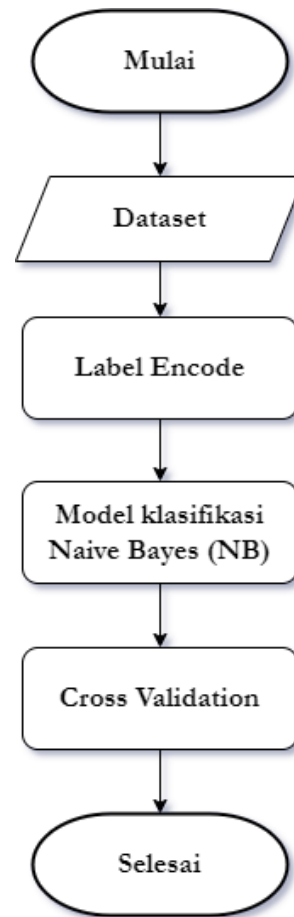 Mulai
Dataset
Label Encode
Model klasifikasi
Naive Bayes (NB)
Cross Validation
Selesai